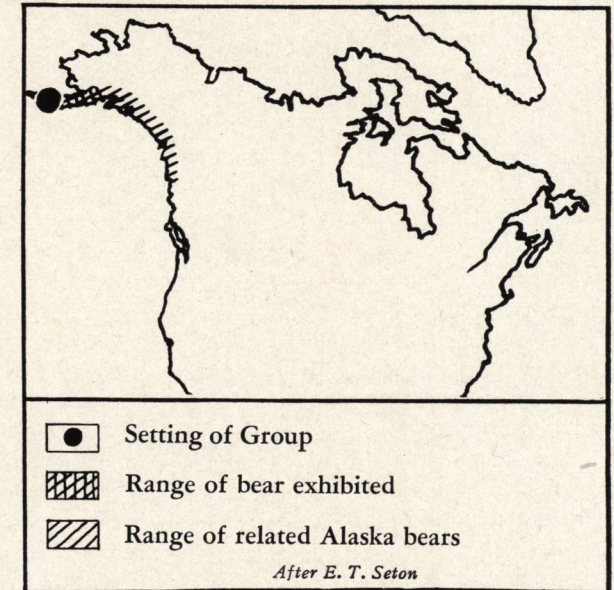 Setting of Group
Range of bear exhibited
Range of related Alaska bears
After E. T. Seton